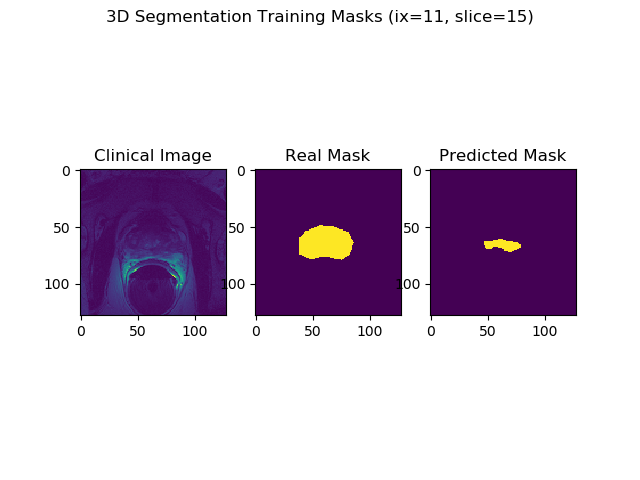 3D Segmentation Training Masks (ix=11, slice=15)
Clinical Image Real Mask Predicted Mask
0 0 0
50 50 50
100 100 100
0 50 100 0 50 100 0 50 100